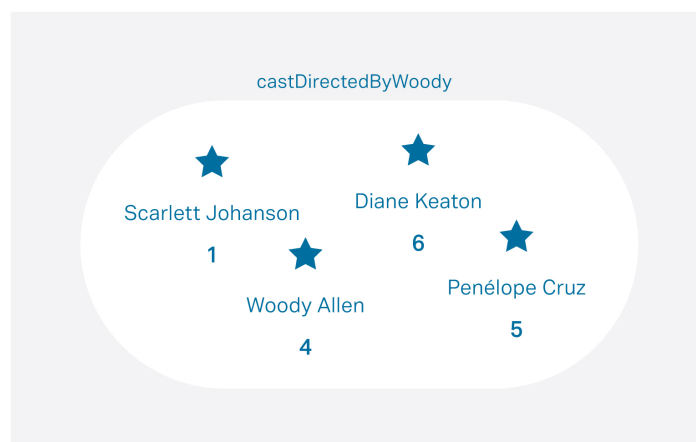 castDirectedByWoody
Scarlett Johanson
1
Diane Keaton
6
Woody Allen
4
Penélope Cruz
5